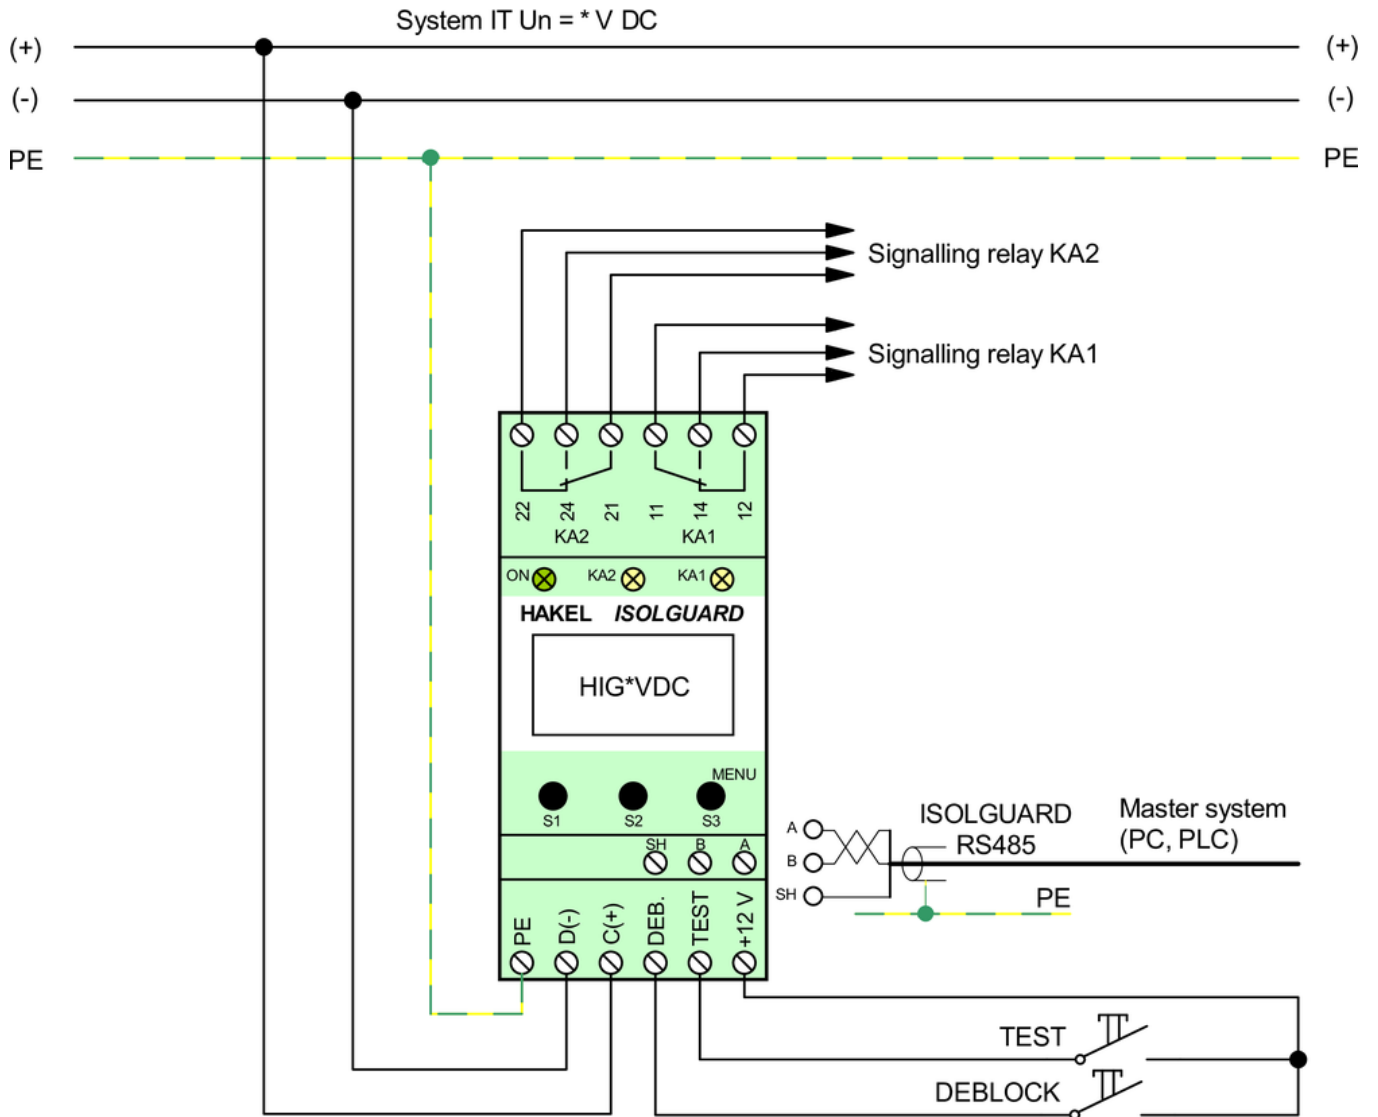 System IT Un = * V DC
(+) (+)
(-) (-)
PE PE
Signalling relay KA2
Signalling relay KA1
22 24 21 11 14 12
KA2 KA1
ON KA2 KA1
HAKEL ISOLGUARD
HIG*VDC
MENU
S1 S2 S3
SH B A
A
B
SH
ISOLGUARD
RS485
Master system
(PC, PLC)
PE
PE D(-) C(+) DEB. TEST +12 V
TEST
DEBLOCK